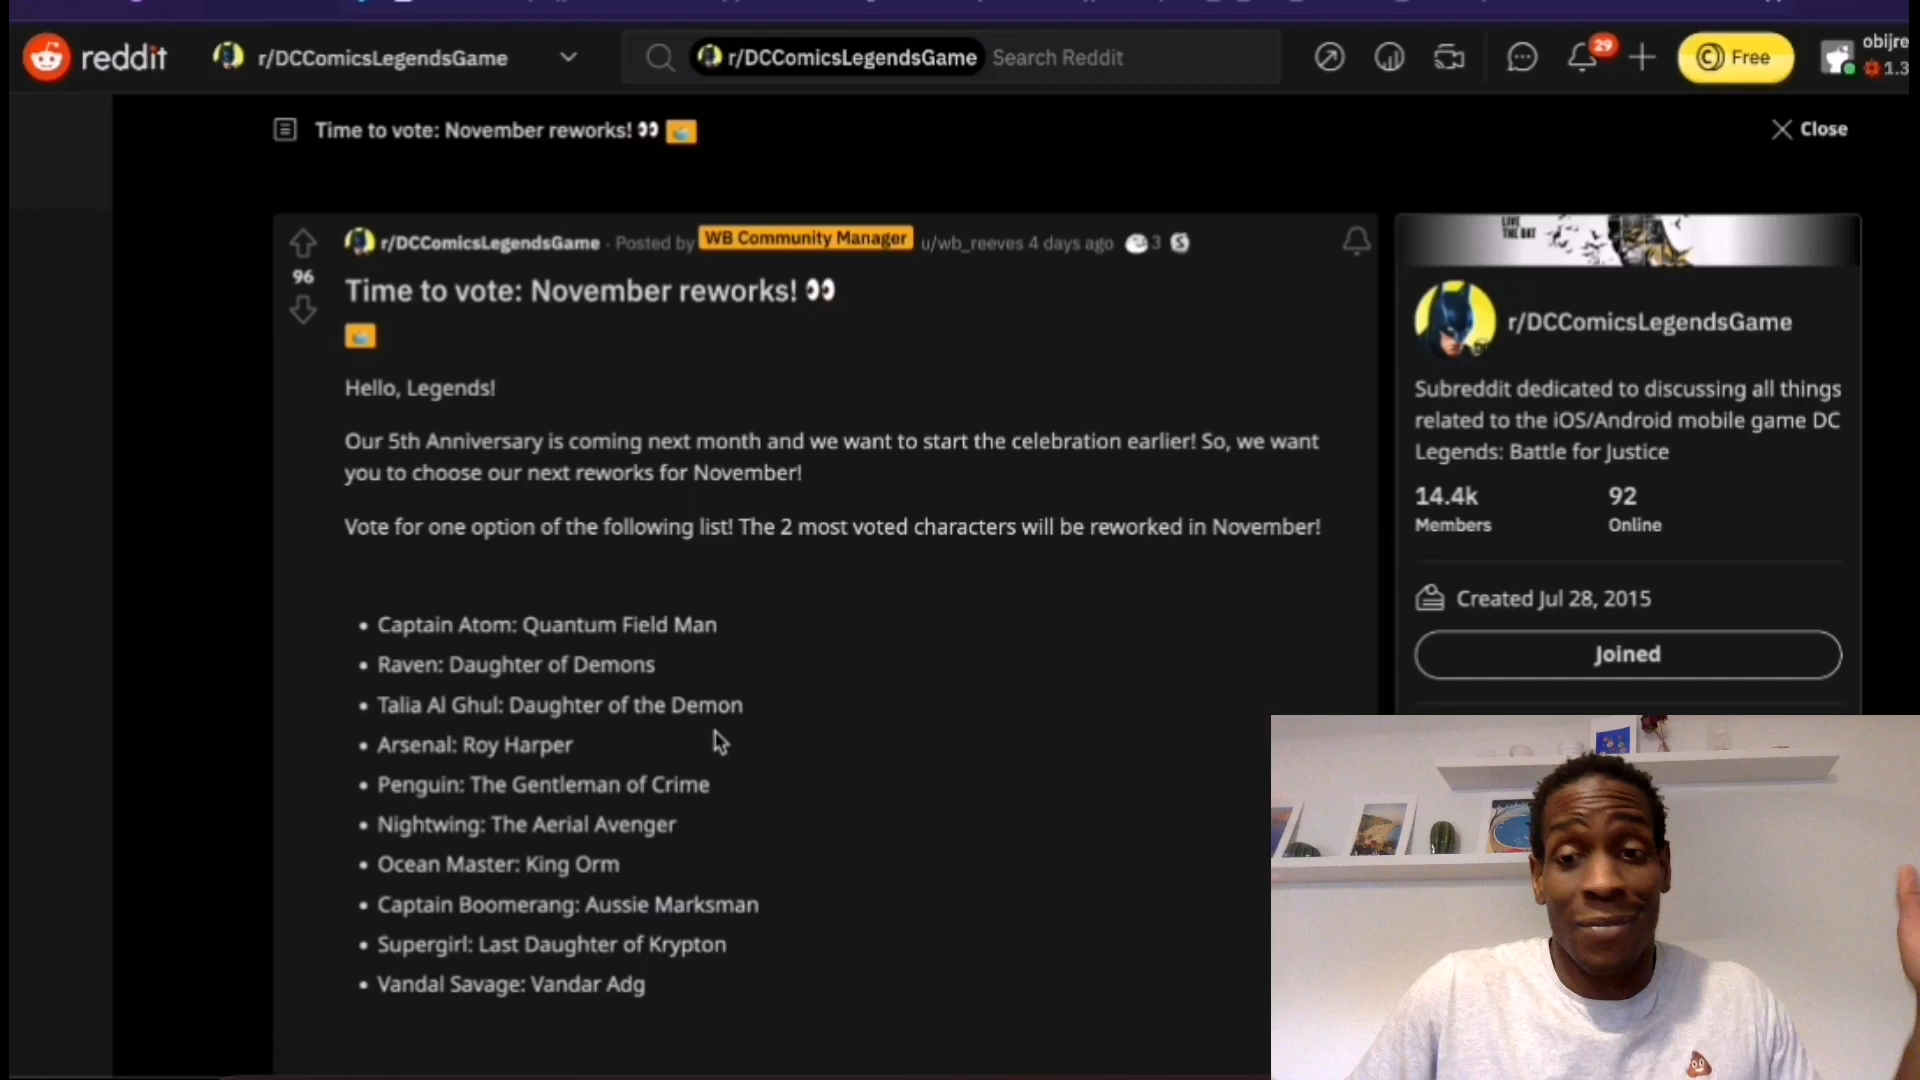 reddit
r/DCComicsLegendsGame
r/DCComicsLegendsGame Search Reddit
29
Free
obijre
1.3
Time to vote: November reworks!
Close
LIVE
THE BAT
96
r/DCComicsLegendsGame · Posted by WB Community Manager u/wb_reeves 4 days ago 3 S
Time to vote: November reworks!
Hello, Legends!
Our 5th Anniversary is coming next month and we want to start the celebration earlier! So, we want
you to choose our next reworks for November!
Vote for one option of the following list! The 2 most voted characters will be reworked in November!
• Captain Atom: Quantum Field Man
• Raven: Daughter of Demons
• Talia Al Ghul: Daughter of the Demon
• Arsenal: Roy Harper
• Penguin: The Gentleman of Crime
• Nightwing: The Aerial Avenger
• Ocean Master: King Orm
• Captain Boomerang: Aussie Marksman
• Supergirl: Last Daughter of Krypton
• Vandal Savage: Vandar Adg
r/DCComicsLegendsGame
Subreddit dedicated to discussing all things
related to the iOS/Android mobile game DC
Legends: Battle for Justice
14.4k 92
Members Online
Created Jul 28, 2015
Joined